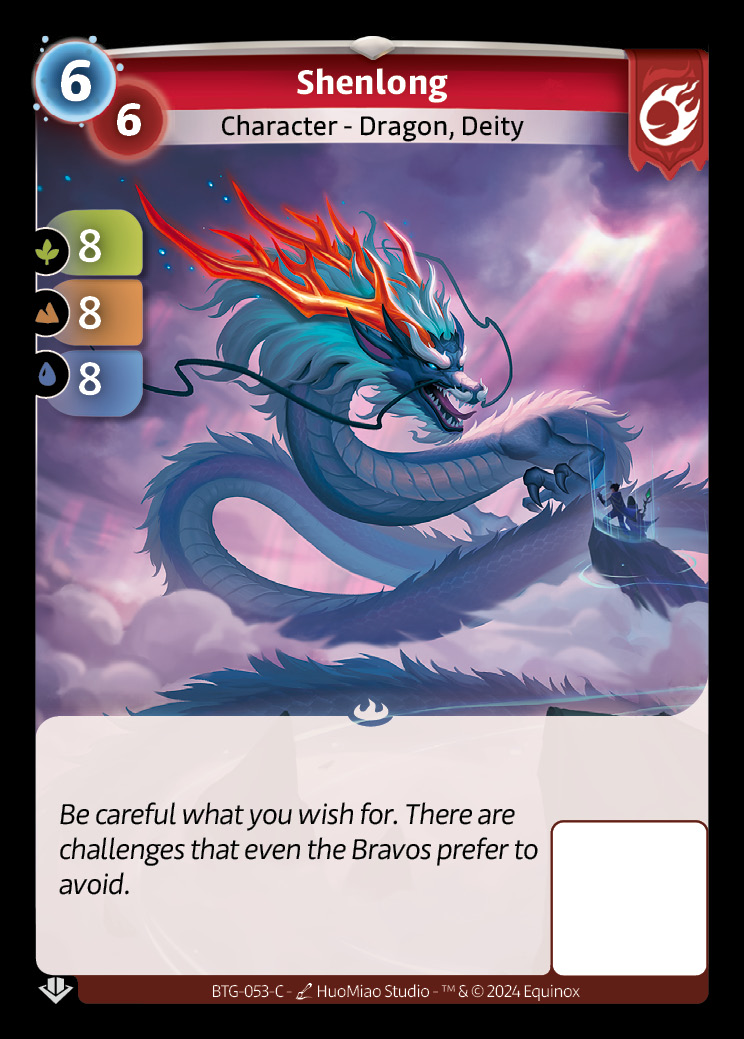 6
Shenlong
6
Character - Dragon, Deity
8
8
8
Be careful what you wish for. There are
challenges that even the Bravos prefer to
avoid.
BTG-053-C - HuoMiao Studio - ™ & © 2024 Equinox